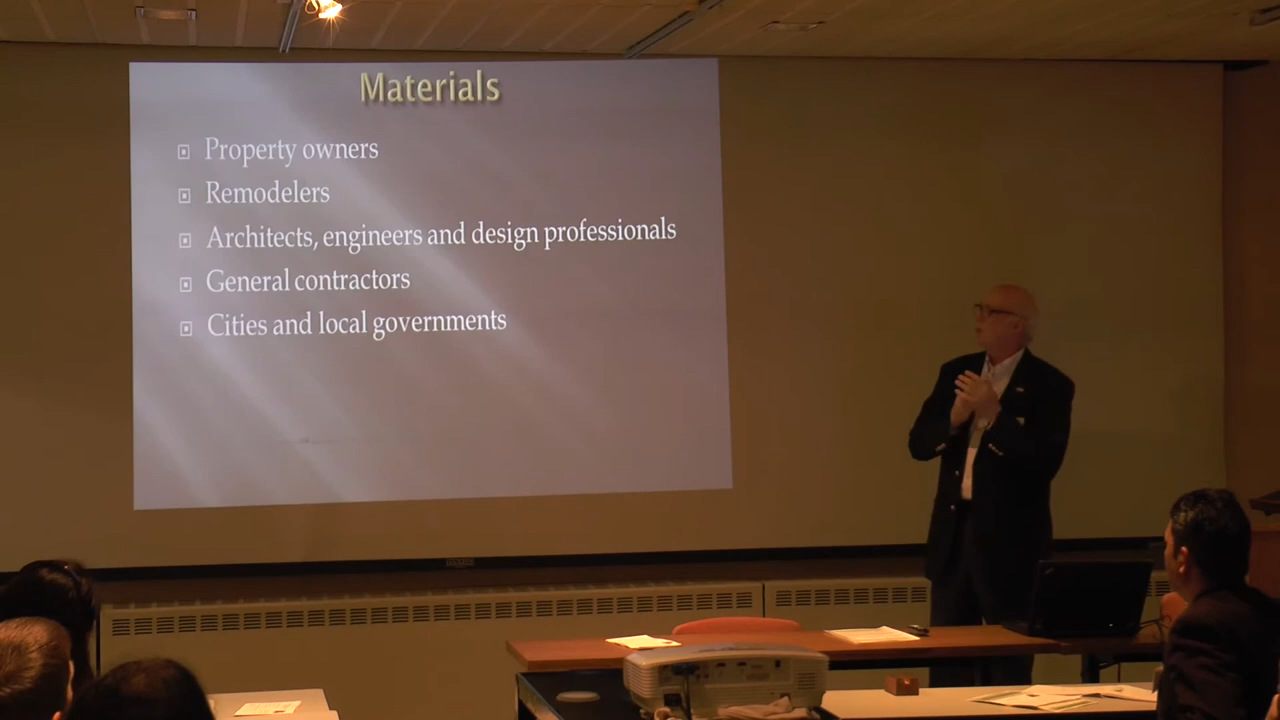 Materials
Property owners
Remodelers
Architects, engineers and design professionals
General contractors
Cities and local governments